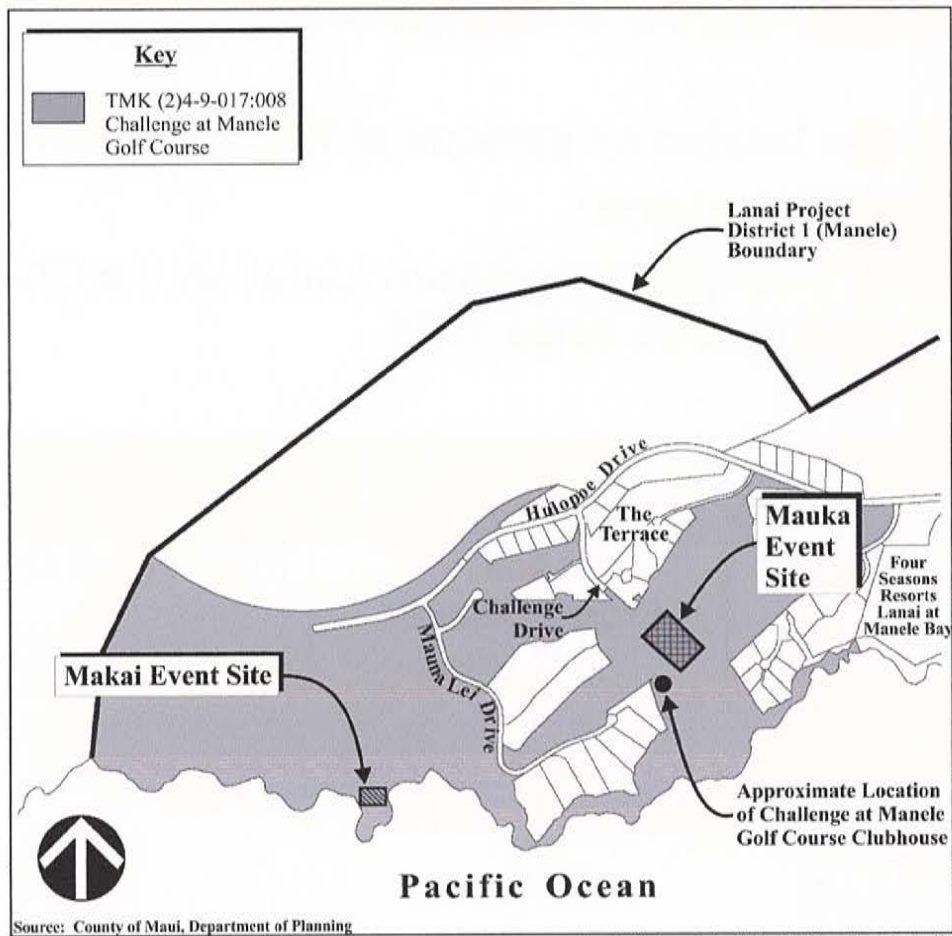 Key
TMK (2)4-9-017:008
Challenge at Manele
Golf Course
Lanai Project
District 1 (Manele)
Boundary
Hulopoe Drive
The
Terrace
Mauka
Event
Site
Four
Seasons
Resorts
Lanai at
Manele Bay
Challenge
Drive
Mauna Lei Drive
Makai Event Site
Approximate Location
of Challenge at Manele
Golf Course Clubhouse
Pacific Ocean
Source: County of Maui, Department of Planning